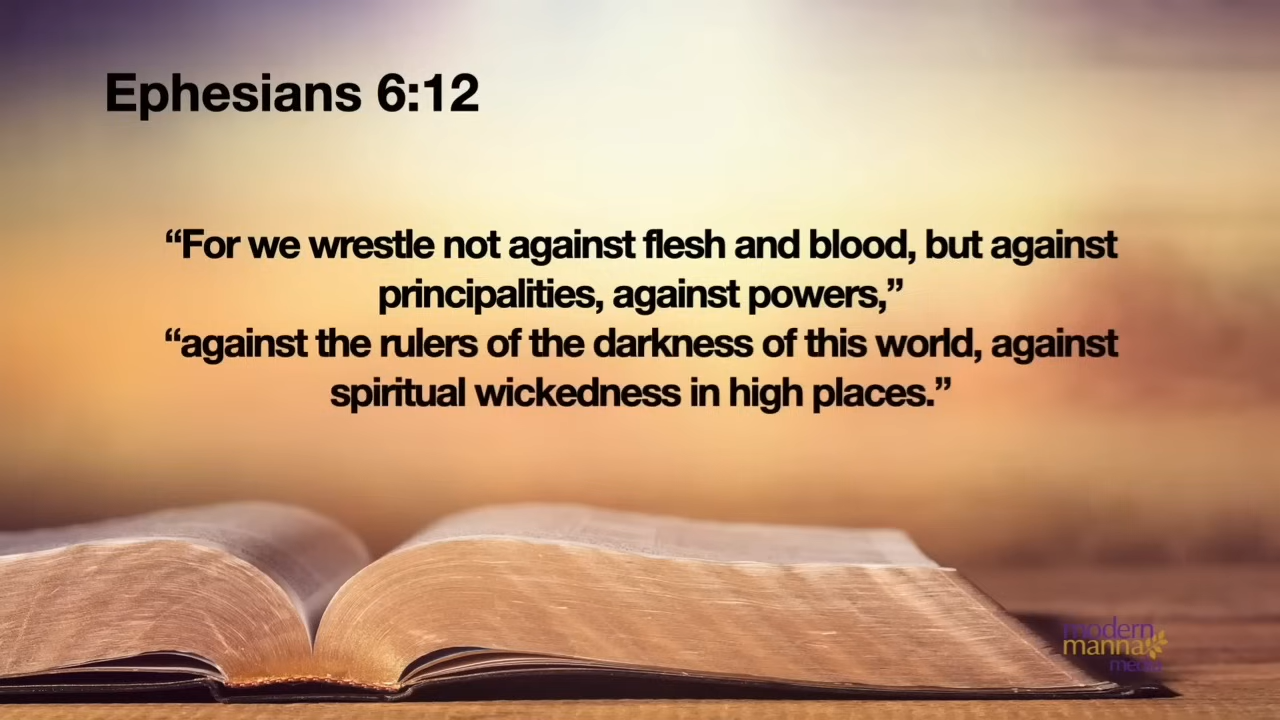 Ephesians 6:12
“For we wrestle not against flesh and blood, but against
principalities, against powers,”
“against the rulers of the darkness of this world, against
spiritual wickedness in high places.”
modern
manna
media